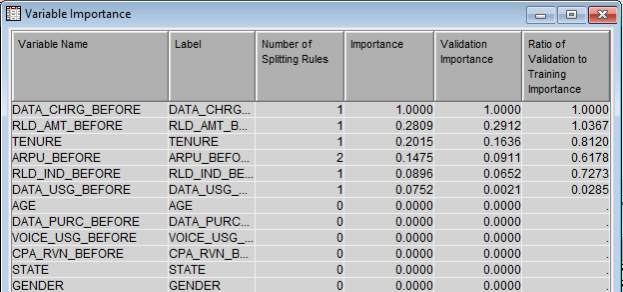 Variable Importance
Variable Name Label Number of Splitting Rules Importance Validation Importance Ratio of Validation to Training Importance
DATA_CHRG_BEFORE DATA_CHRG... 1 1.0000 1.0000 1.0000
RLD_AMT_BEFORE RLD_AMT_B... 1 0.2809 0.2912 1.0367
TENURE TENURE 1 0.2015 0.1636 0.8120
ARPU_BEFORE ARPU_BEFO... 2 0.1475 0.0911 0.6178
RLD_IND_BEFORE RLD_IND_BE... 1 0.0896 0.0652 0.7273
DATA_USG_BEFORE DATA_USG_... 1 0.0752 0.0021 0.0285
AGE AGE 0 0.0000 0.0000 .
DATA_PURC_BEFORE DATA_PURC... 0 0.0000 0.0000 .
VOICE_USG_BEFORE VOICE_USG_... 0 0.0000 0.0000 .
CPA_RVN_BEFORE CPA_RVN_B... 0 0.0000 0.0000 .
STATE STATE 0 0.0000 0.0000 .
GENDER GENDER 0 0.0000 0.0000 .